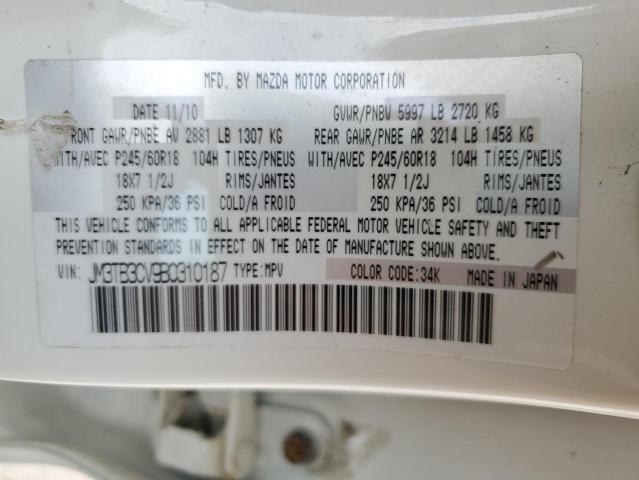 MFD. BY MAZDA MOTOR CORPORATION
DATE 11/10 GVWR/PNBV 5997 LB 2720 KG
RONT GAWR/PNBE AV 2881 LB 1307 KG REAR GAWR/PNBE AR 3214 LB 1458 KG
WITH/AVEC P245/60R18 104H TIRES/PNEUS WITH/AVEC P245/60R18 104H TIRES/PNEUS
18X7 1/2J RIMS/JANTES 18X7 1/2J RIMS/JANTES
250 KPA/36 PSI COLD/A FROID 250 KPA/36 PSI COLD/A FROID
THIS VEHICLE CONFORMS TO ALL APPLICABLE FEDERAL MOTOR VEHICLE SAFETY AND THEFT
PREVENTION STANDARDS IN EFFECT ON THE DATE OF MANUFACTURE SHOWN ABOVE.
VIN: JM3TB3CV9B0310187 TYPE: MPV COLOR CODE: 34K MADE IN JAPAN